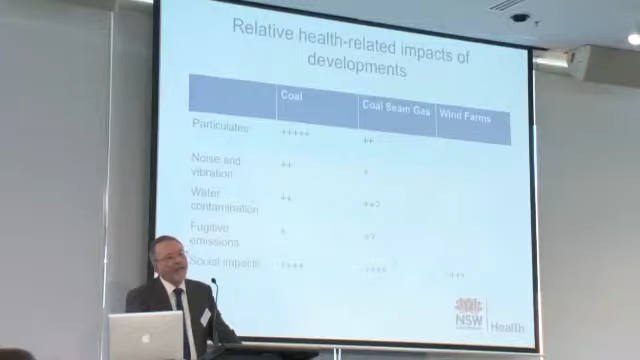 Relative health-related impacts of
developments
Coal
Coal Seam Gas
Wind Farms
Particulates
+++++
++
Noise and
vibration
++
+
Water
contamination
++
++?
Fugitive
emissions
+
+?
Social impacts
++++
++++
++++
NSW
Health